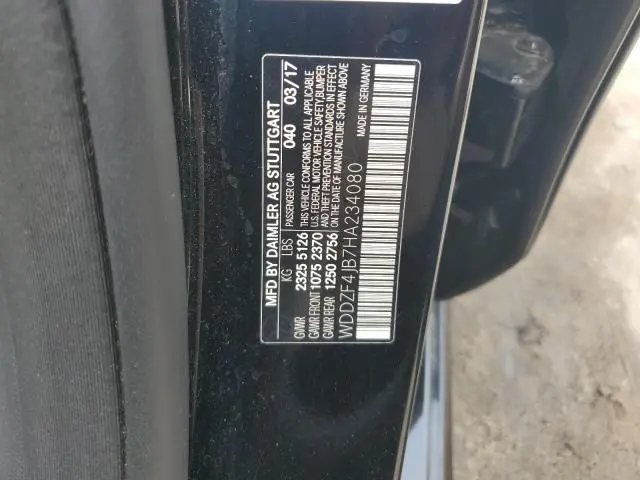 MFD BY DAIMLER AG STUTTGART 040 03/17
KG LBS PASSENGER CAR
GVWR 2325 5126 THIS VEHICLE CONFORMS TO ALL APPLICABLE
GAWR FRONT 1075 2370 U.S. FEDERAL MOTOR VEHICLE SAFETY,BUMPER
GAWR REAR 1250 2756 AND THEFT PREVENTION STANDARDS IN EFFECT
ON THE DATE OF MANUFACTURE SHOWN ABOVE
WDDZF4JB7HA234080 MADE IN GERMANY